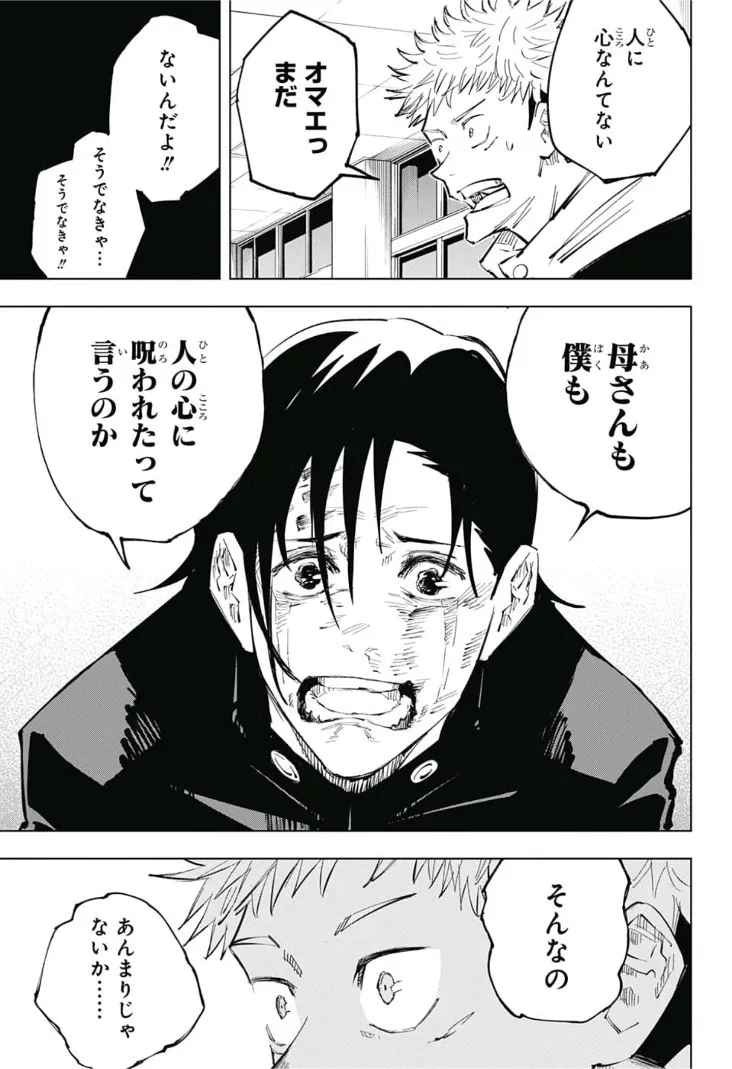 人に
心なんてない
オマエっ
まだ
ないんだよ!!
そうでなきゃ…
そうでなきゃ!!
母さんも
僕も
人の心に
呪われたって
言うのか
そんなの
あんまりじゃ
ないか……